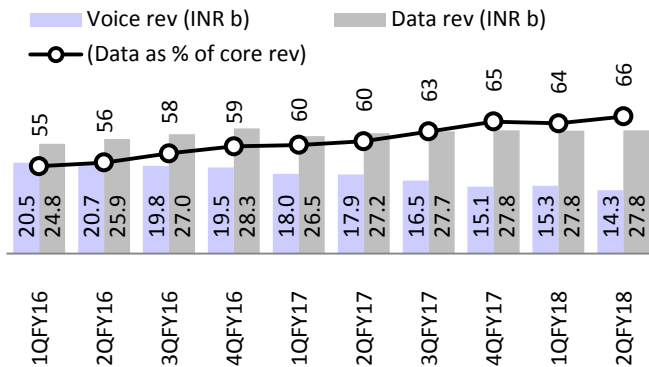 Voice rev (INR b) Data rev (INR b)
(Data as % of core rev)
55 56 58 59 60 60 63 65 64 66
20.5 24.8 20.7 25.9 19.8 27.0 19.5 28.3 18.0 26.5 17.9 27.2 16.5 27.7 15.1 27.8 15.3 27.8 14.3 27.8
1QFY16 2QFY16 3QFY16 4QFY16 1QFY17 2QFY17 3QFY17 4QFY17 1QFY18 2QFY18